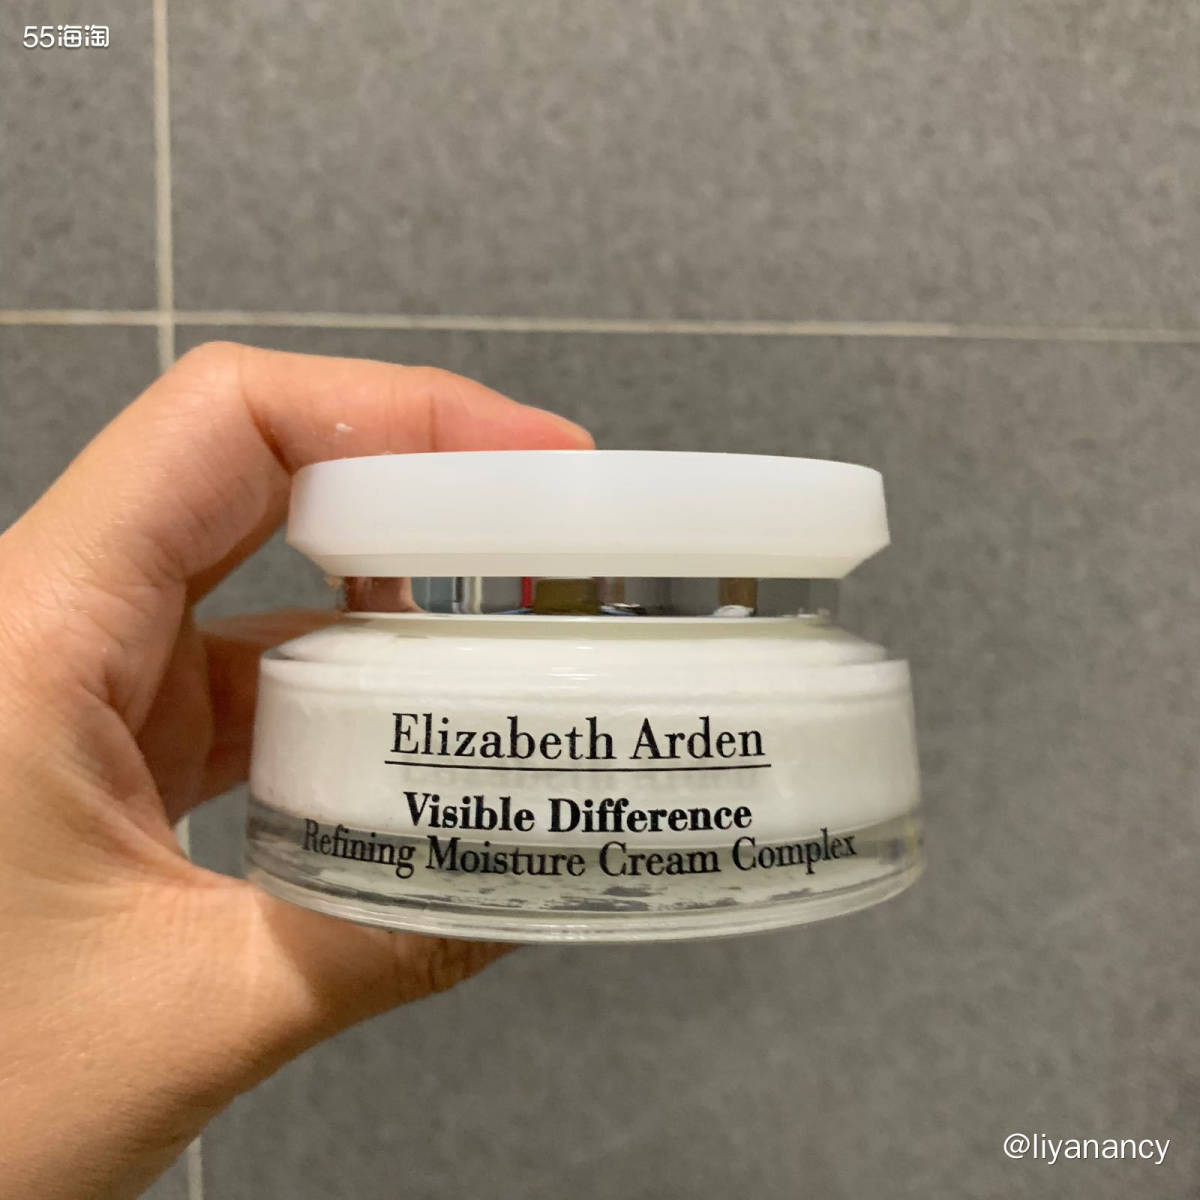 55海淘
Elizabeth Arden
Visible Difference
Refining Moisture Cream Complex
@liyanancy